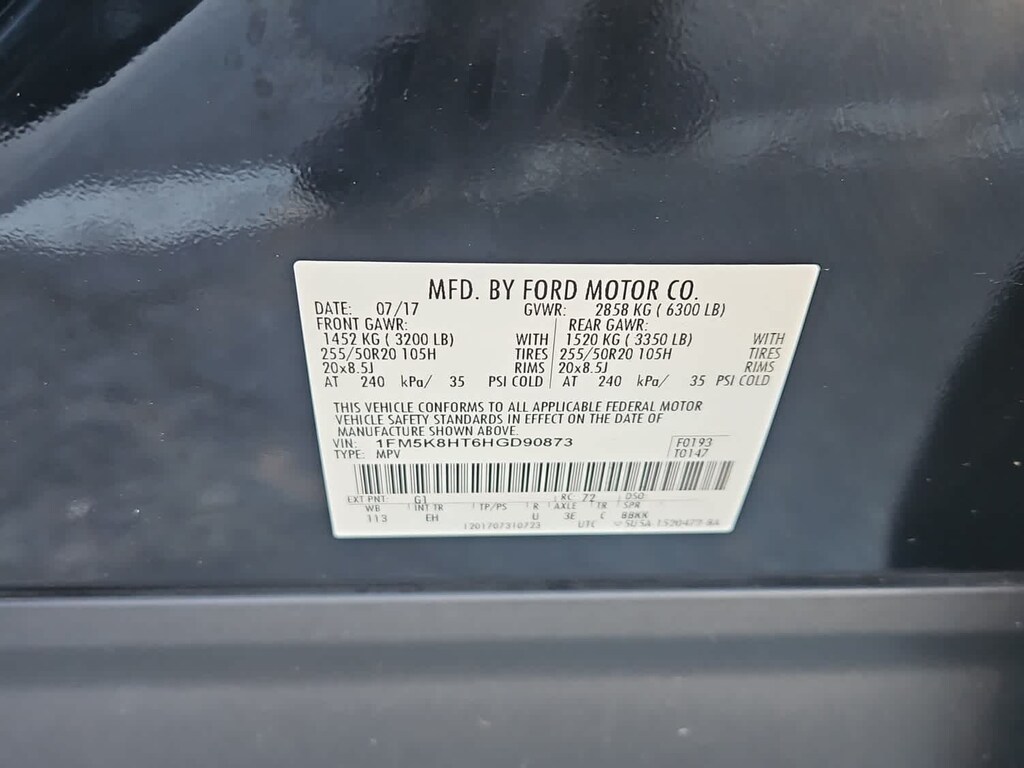 MFD. BY FORD MOTOR CO.
DATE: 07/17 GVWR: 2858 KG ( 6300 LB)
FRONT GAWR: REAR GAWR:
1452 KG ( 3200 LB) WITH 1520 KG ( 3350 LB) WITH
255/50R20 105H TIRES 255/50R20 105H TIRES
20x8.5J RIMS 20x8.5J RIMS
AT 240 kPa/ 35 PSI COLD AT 240 kPa/ 35 PSI COLD
THIS VEHICLE CONFORMS TO ALL APPLICABLE FEDERAL MOTOR
VEHICLE SAFETY STANDARDS IN EFFECT ON THE DATE OF
MANUFACTURE SHOWN ABOVE.
VIN: 1FM5K8HT6HGD90873 F0193
TYPE: MPV T0147
EXT PNT: G1 RC: 72 DSO:
WB INT TR TP/PS R AXLE TR SPR
113 EH U 3E C BBKK
1201707310723 UTC